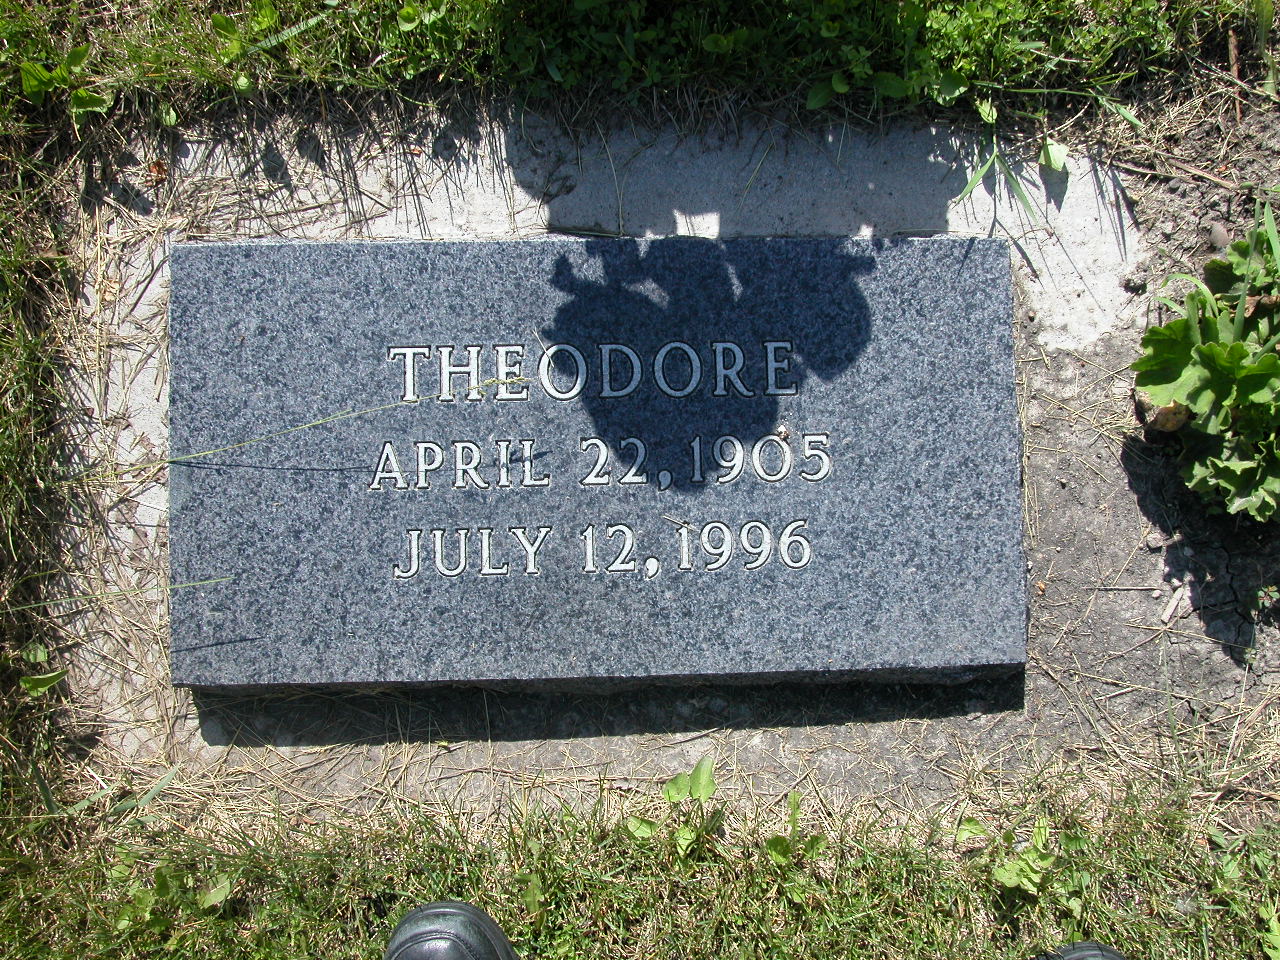 THEODORE
APRIL 22, 1905
JULY 12, 1996